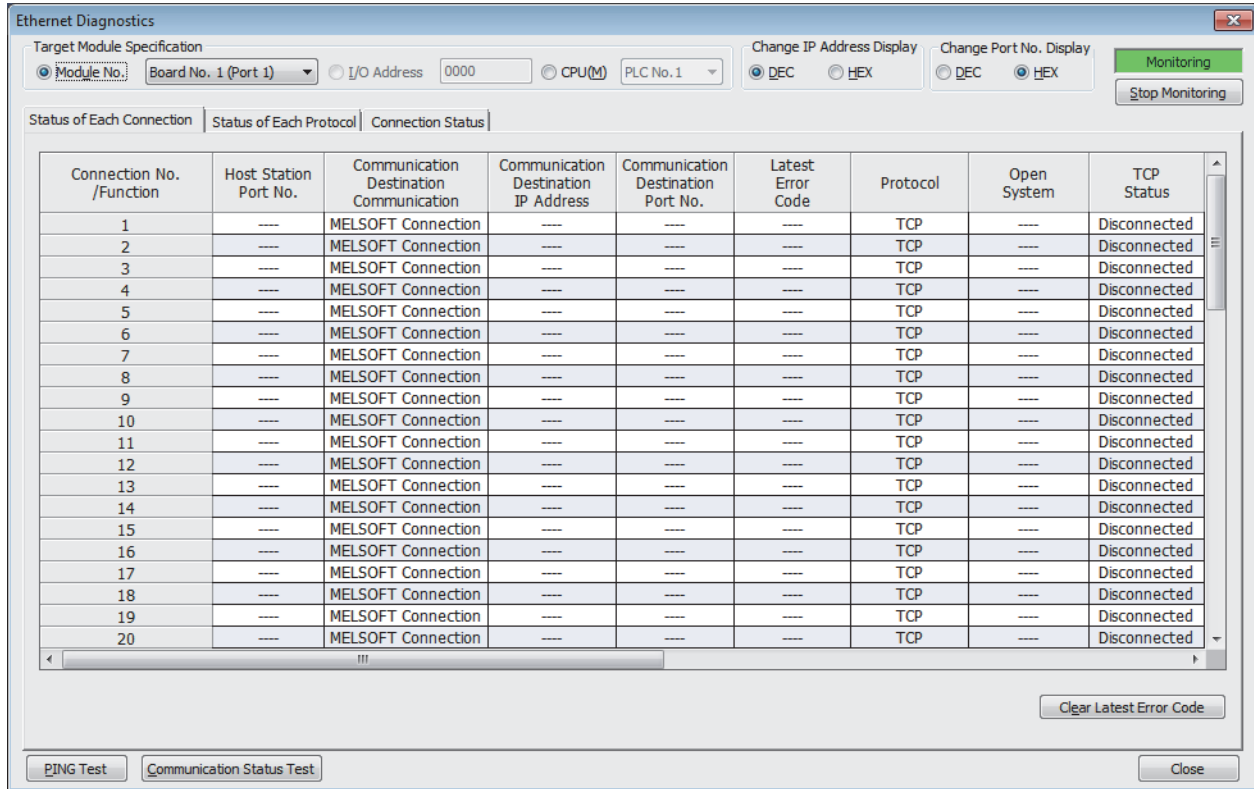 Ethernet Diagnostics
Target Module Specification
Module No. Board No. 1 (Port 1) I/O Address 0000 CPU(M) PLC No.1
Change IP Address Display
DEC HEX
Change Port No. Display
DEC HEX
Monitoring
Stop Monitoring
Status of Each Connection Status of Each Protocol Connection Status
Connection No. /Function Host Station Port No. Communication Destination Communication Communication Destination IP Address Communication Destination Port No. Latest Error Code Protocol Open System TCP Status
1 ---- MELSOFT Connection ---- ---- ---- TCP ---- Disconnected
2 ---- MELSOFT Connection ---- ---- ---- TCP ---- Disconnected
3 ---- MELSOFT Connection ---- ---- ---- TCP ---- Disconnected
4 ---- MELSOFT Connection ---- ---- ---- TCP ---- Disconnected
5 ---- MELSOFT Connection ---- ---- ---- TCP ---- Disconnected
6 ---- MELSOFT Connection ---- ---- ---- TCP ---- Disconnected
7 ---- MELSOFT Connection ---- ---- ---- TCP ---- Disconnected
8 ---- MELSOFT Connection ---- ---- ---- TCP ---- Disconnected
9 ---- MELSOFT Connection ---- ---- ---- TCP ---- Disconnected
10 ---- MELSOFT Connection ---- ---- ---- TCP ---- Disconnected
11 ---- MELSOFT Connection ---- ---- ---- TCP ---- Disconnected
12 ---- MELSOFT Connection ---- ---- ---- TCP ---- Disconnected
13 ---- MELSOFT Connection ---- ---- ---- TCP ---- Disconnected
14 ---- MELSOFT Connection ---- ---- ---- TCP ---- Disconnected
15 ---- MELSOFT Connection ---- ---- ---- TCP ---- Disconnected
16 ---- MELSOFT Connection ---- ---- ---- TCP ---- Disconnected
17 ---- MELSOFT Connection ---- ---- ---- TCP ---- Disconnected
18 ---- MELSOFT Connection ---- ---- ---- TCP ---- Disconnected
19 ---- MELSOFT Connection ---- ---- ---- TCP ---- Disconnected
20 ---- MELSOFT Connection ---- ---- ---- TCP ---- Disconnected
Clear Latest Error Code
PING Test Communication Status Test Close